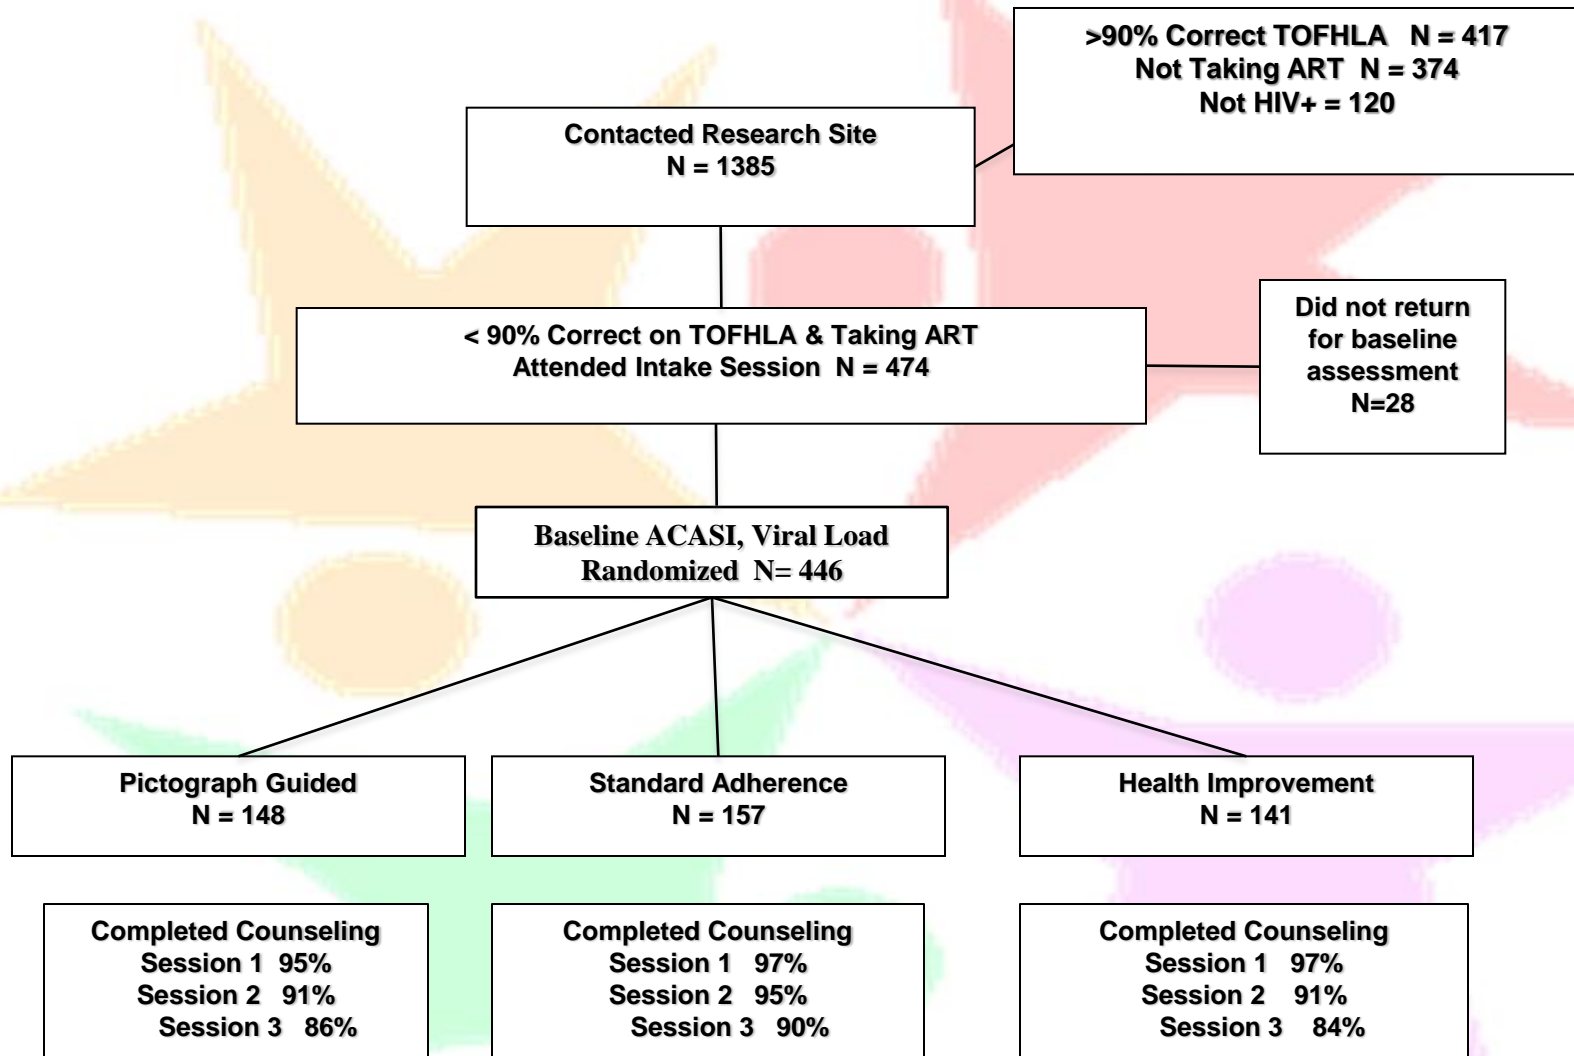 >90% Correct TOFHLA N = 417
Not Taking ART N = 374
Not HIV+ = 120
Contacted Research Site
N = 1385
< 90% Correct on TOFHLA & Taking ART
Attended Intake Session N = 474
Did not return
for baseline
assessment
N=28
Baseline ACASI, Viral Load
Randomized N= 446
Pictograph Guided
N = 148
Standard Adherence
N = 157
Health Improvement
N = 141
Completed Counseling
Session 1 95%
Session 2 91%
Session 3 86%
Completed Counseling
Session 1 97%
Session 2 95%
Session 3 90%
Completed Counseling
Session 1 97%
Session 2 91%
Session 3 84%